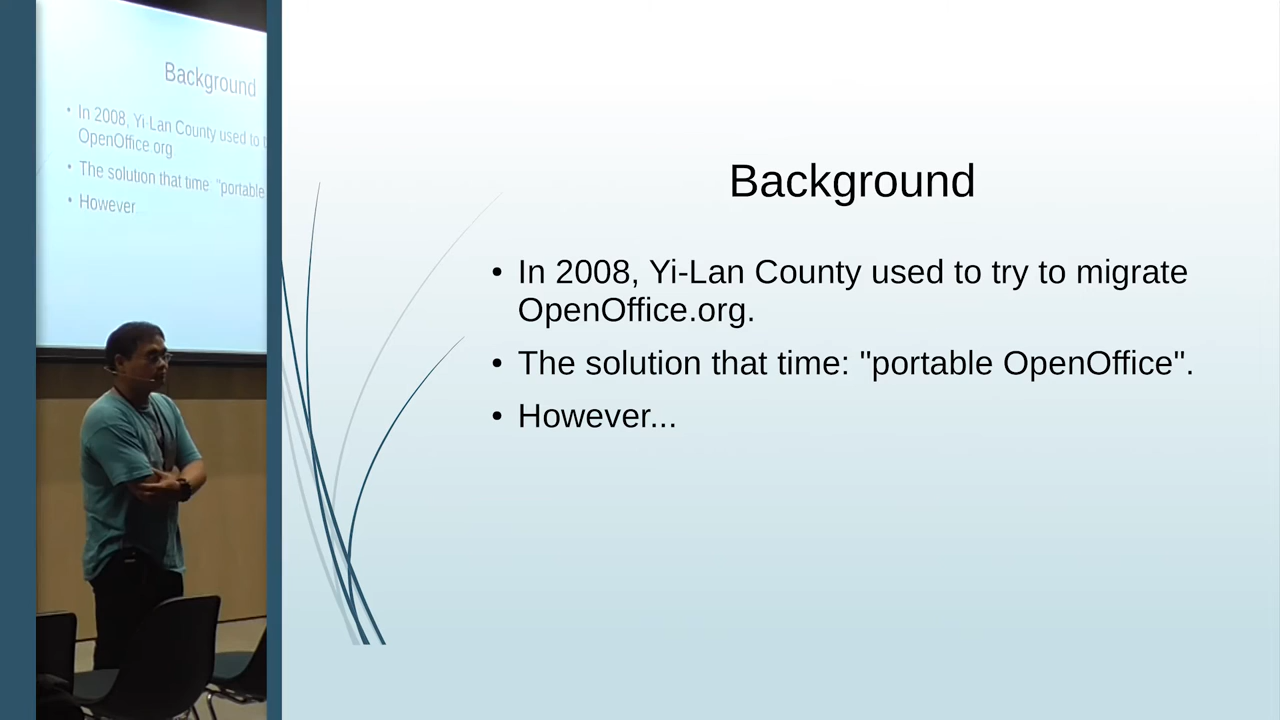 Background
• In 2008, Yi-Lan County used to
OpenOffice org
• The solution that time: "portable
• However
Background
• In 2008, Yi-Lan County used to try to migrate
OpenOffice.org.
• The solution that time: "portable OpenOffice".
• However...